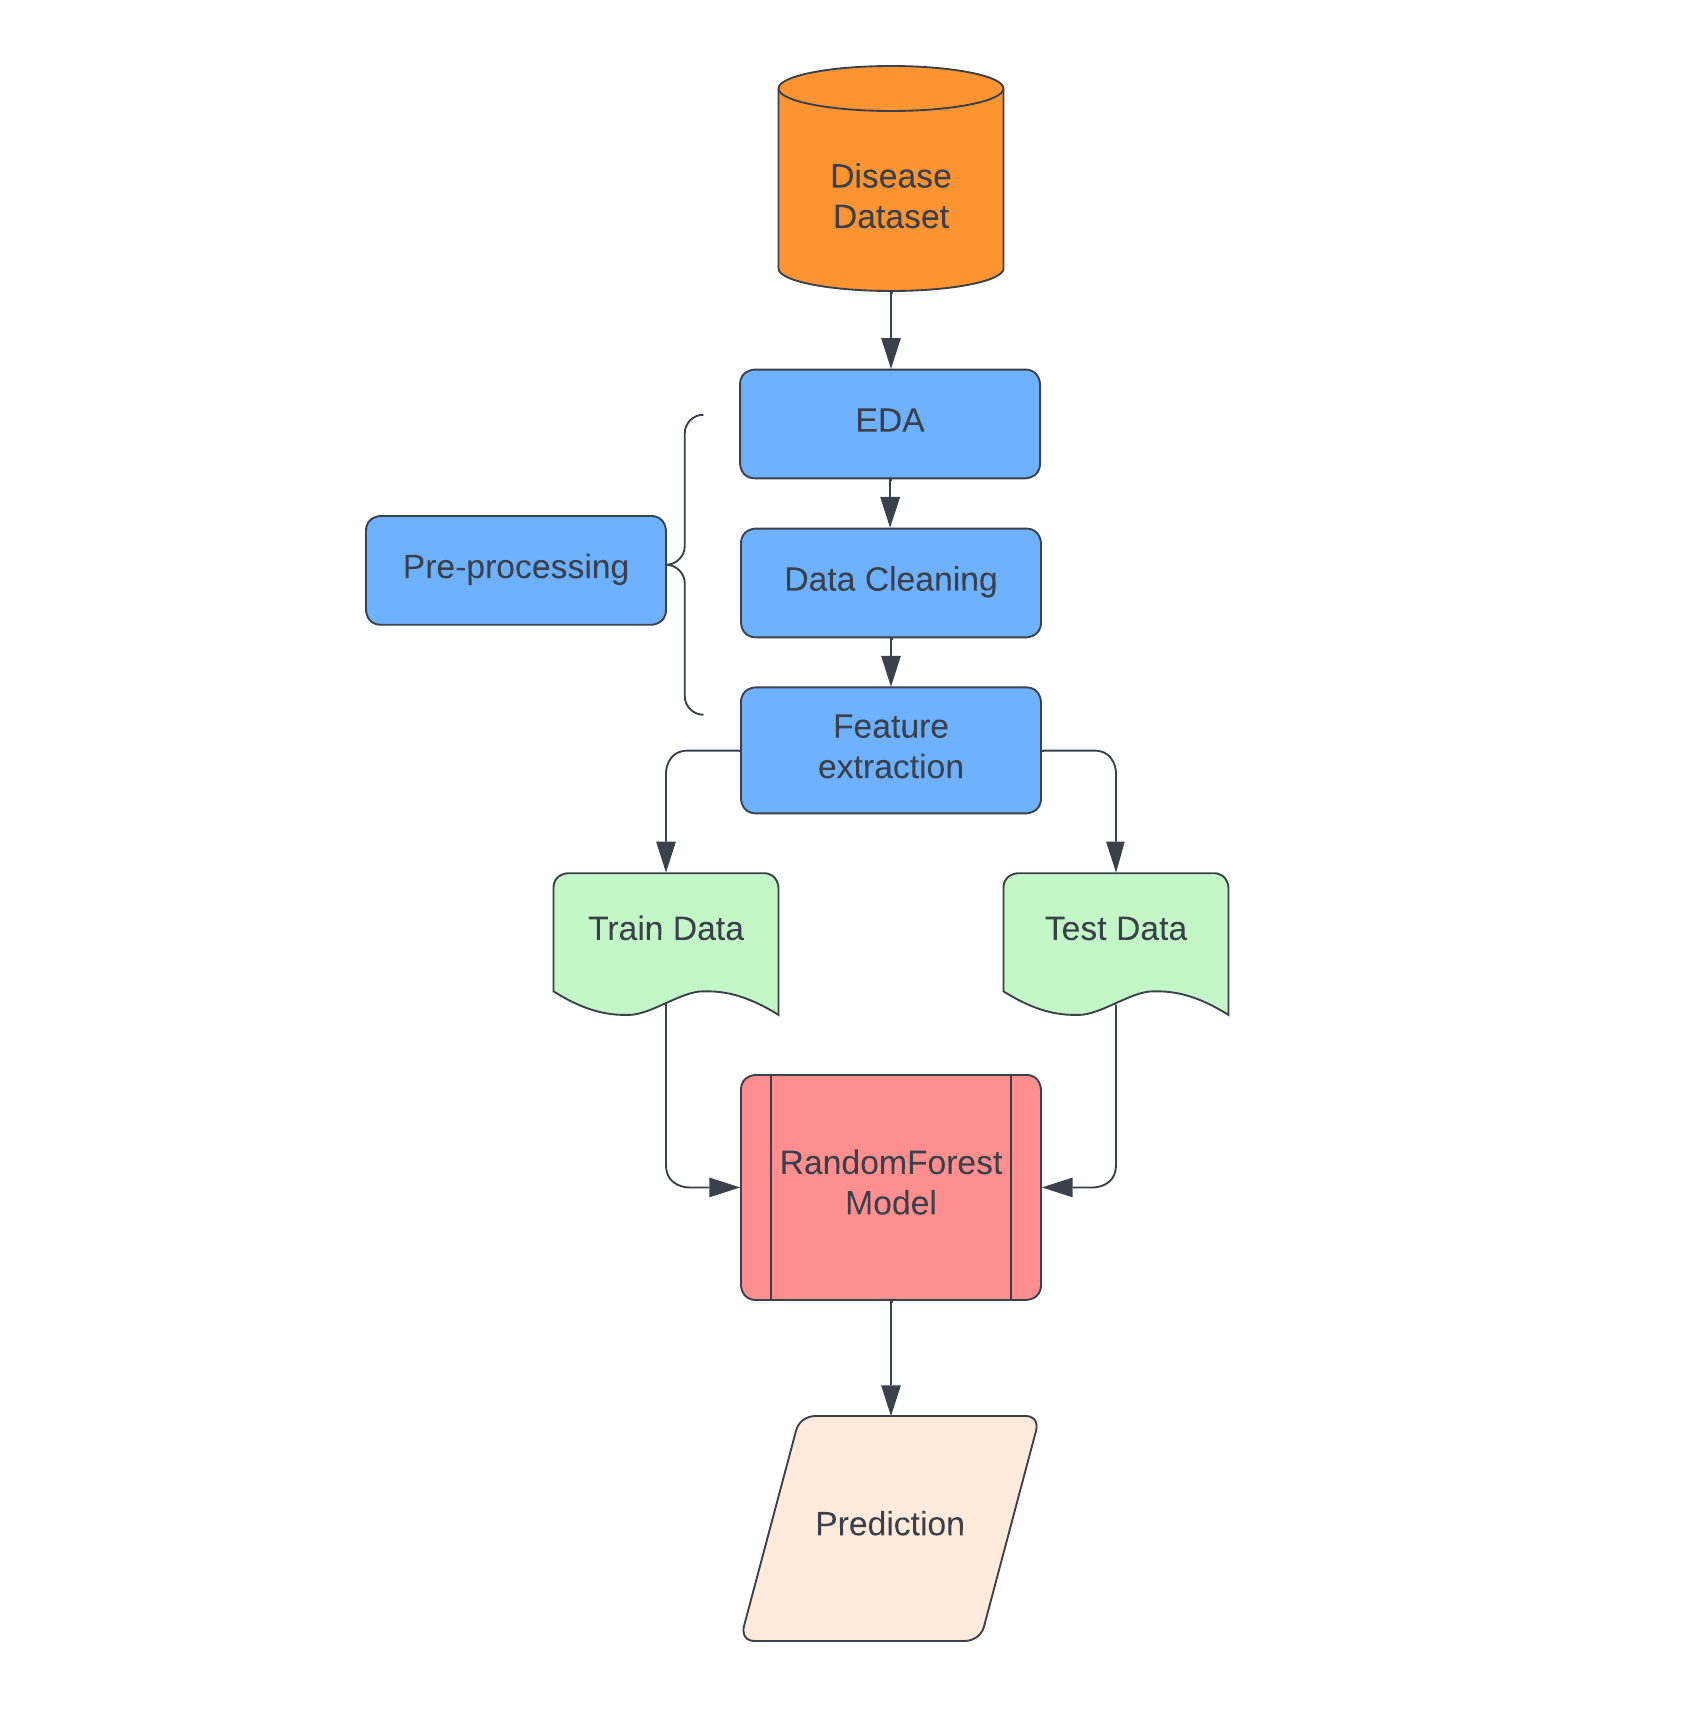 Disease
Dataset
EDA
Pre-processing
Data Cleaning
Feature
extraction
Train Data
Test Data
RandomForest
Model
Prediction